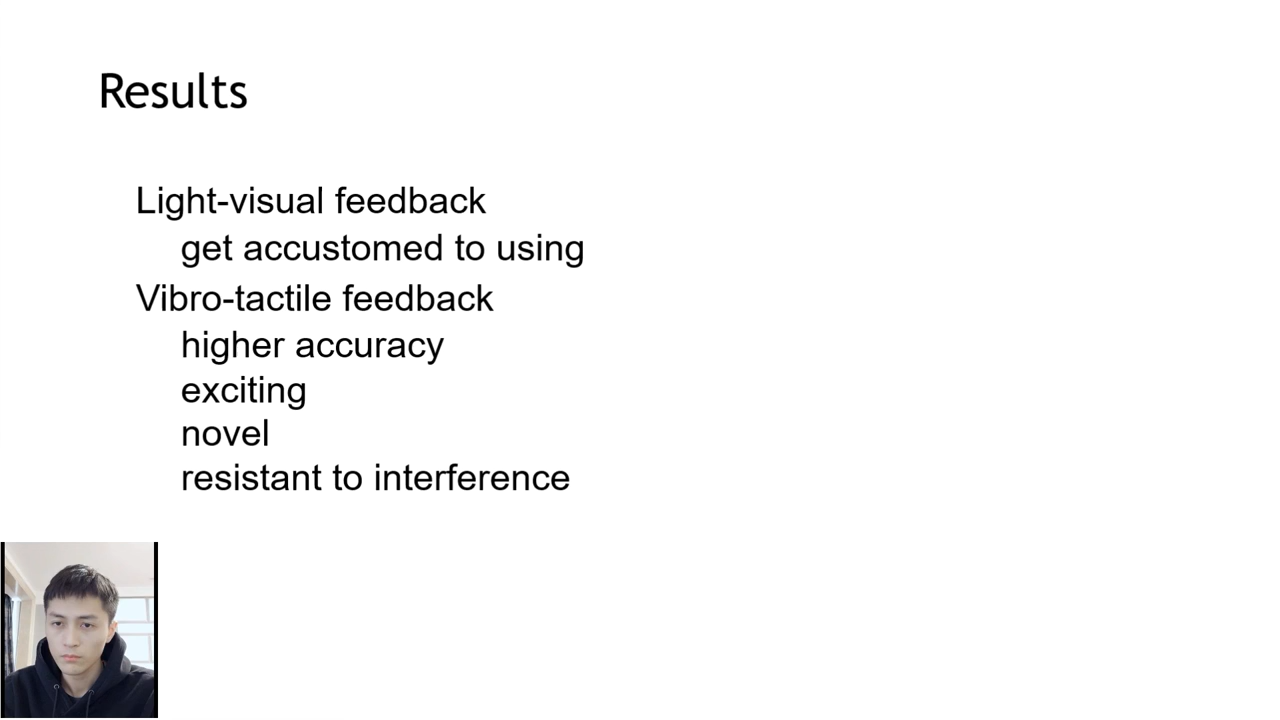 Results
Light-visual feedback
get accustomed to using
Vibro-tactile feedback
higher accuracy
exciting
novel
resistant to interference